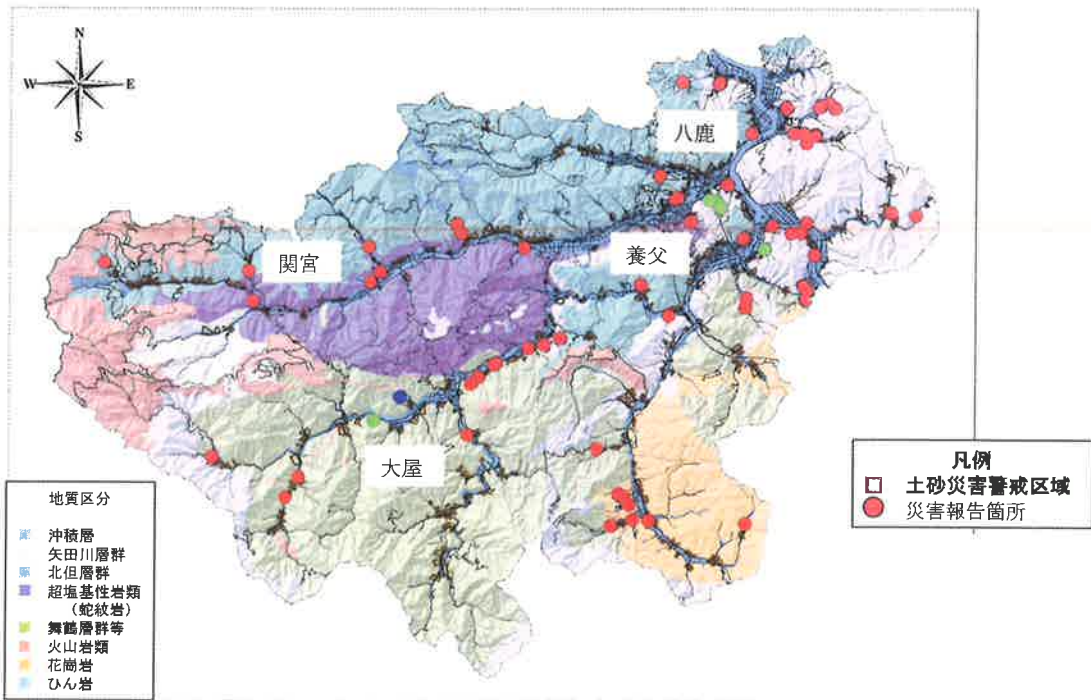 N
W
E
S
八鹿
養父
関宮
大屋
地質区分
沖積層
矢田川層群
北但層群
超塩基性岩類
（蛇紋岩）
舞鶴層群等
火山岩類
花崗岩
ひん岩
凡例
土砂災害警戒区域
災害報告箇所